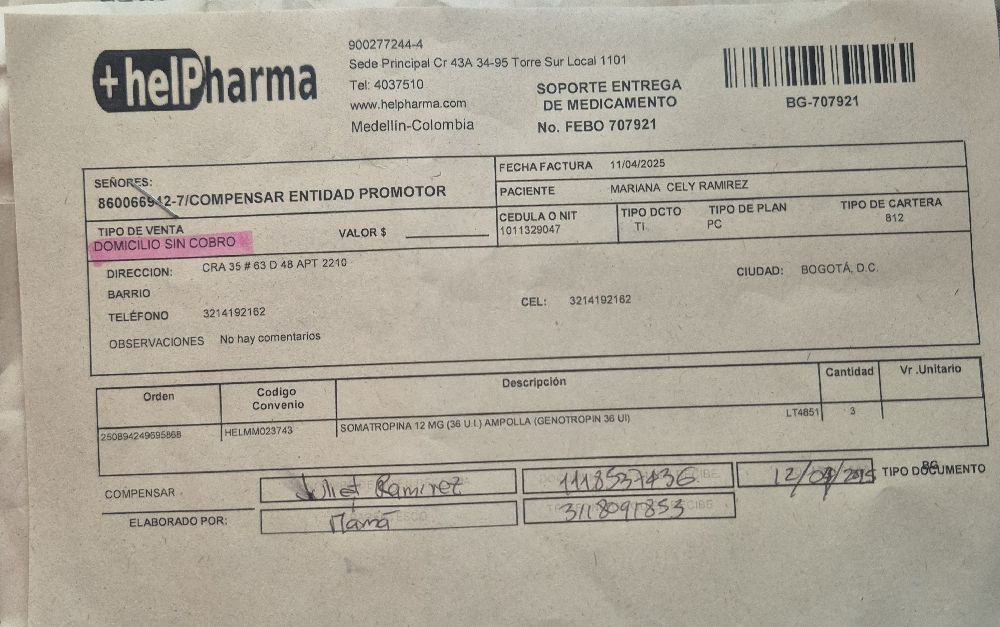 +helPharma
900277244-4
Sede Principal Cr 43A 34-95 Torre Sur Local 1101
Tel: 4037510
www.helpharma.com
Medellin-Colombia
SOPORTE ENTREGA
DE MEDICAMENTO
No. FEBO 707921
BG-707921
SEÑORES:
860066942-7/COMPENSAR ENTIDAD PROMOTOR
FECHA FACTURA 11/04/2025
PACIENTE MARIANA CELY RAMIREZ
TIPO DE VENTA
DOMICILIO SIN COBRO
VALOR $
CEDULA O NIT
1011329047
TIPO DCTO
TI
TIPO DE PLAN
PC
TIPO DE CARTERA
812
DIRECCION: CRA 35 # 63 D 48 APT 2210
CIUDAD: BOGOTÁ, D.C.
BARRIO
TELÉFONO 3214192162
CEL: 3214192162
OBSERVACIONES No hay comentarios
Orden Codigo Convenio Descripción Cantidad Vr .Unitario
250894249695868 HELMM023743 SOMATROPINA 12 MG (36 U.I.) AMPOLLA (GENOTROPIN 36 UI) LT4851 3
COMPENSAR Juliet Ramirez 1118537436 TIPO DOCUMENTO
BG
ELABORADO POR: Mamá 3118091853